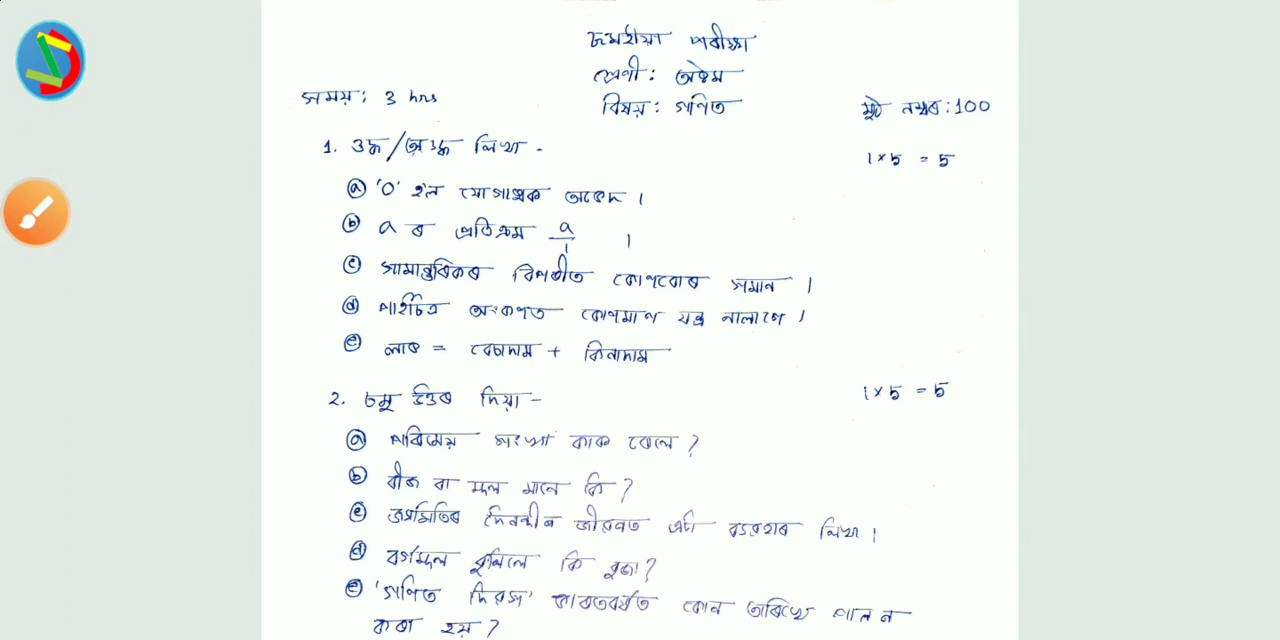 ছমহীয়া পৰীক্ষা
শ্ৰেণী: অষ্টম
সময়: 3 hrs
বিষয়: গণিত
মুঠ নম্বৰ: 100
1. শুদ্ধ/অশুদ্ধ লিখা - 1 × 5 = 5
ⓐ '0' হ'ল যোগাত্মক অভেদ ।
ⓑ a ৰ প্ৰতিক্ৰম a/1 ।
ⓒ সামান্তৰিকৰ বিপৰীত কোণবোৰ সমান ।
ⓓ পাইচিত্ৰ অংকণত কোণমাণ যন্ত্ৰ নালাগে ।
ⓔ লাভ = বেচাদাম + কিনাদাম
2. চমু উত্তৰ দিয়া - 1 × 5 = 5
ⓐ পৰিমেয় সংখ্যা কাক বোলে ?
ⓑ বীজ বা মূল মানে কি ?
ⓒ জ্যামিতিৰ দৈনন্দীন জীৱনত এটা ব্যৱহাৰ লিখা ।
ⓓ বৰ্গমূল বুলিলে কি বুজা ?
ⓔ 'গণিত দিৱস' ভাৰতবৰ্ষত কোন তাৰিখে পালন
কৰা হয় ?